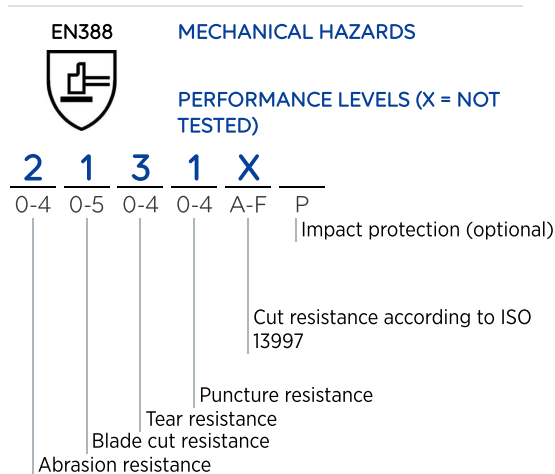 EN388
MECHANICAL HAZARDS
PERFORMANCE LEVELS (X = NOT
TESTED)
2 1 3 1 X
0-4 0-5 0-4 0-4 A-F P
Impact protection (optional)
Cut resistance according to ISO
13997
Puncture resistance
Tear resistance
Blade cut resistance
Abrasion resistance